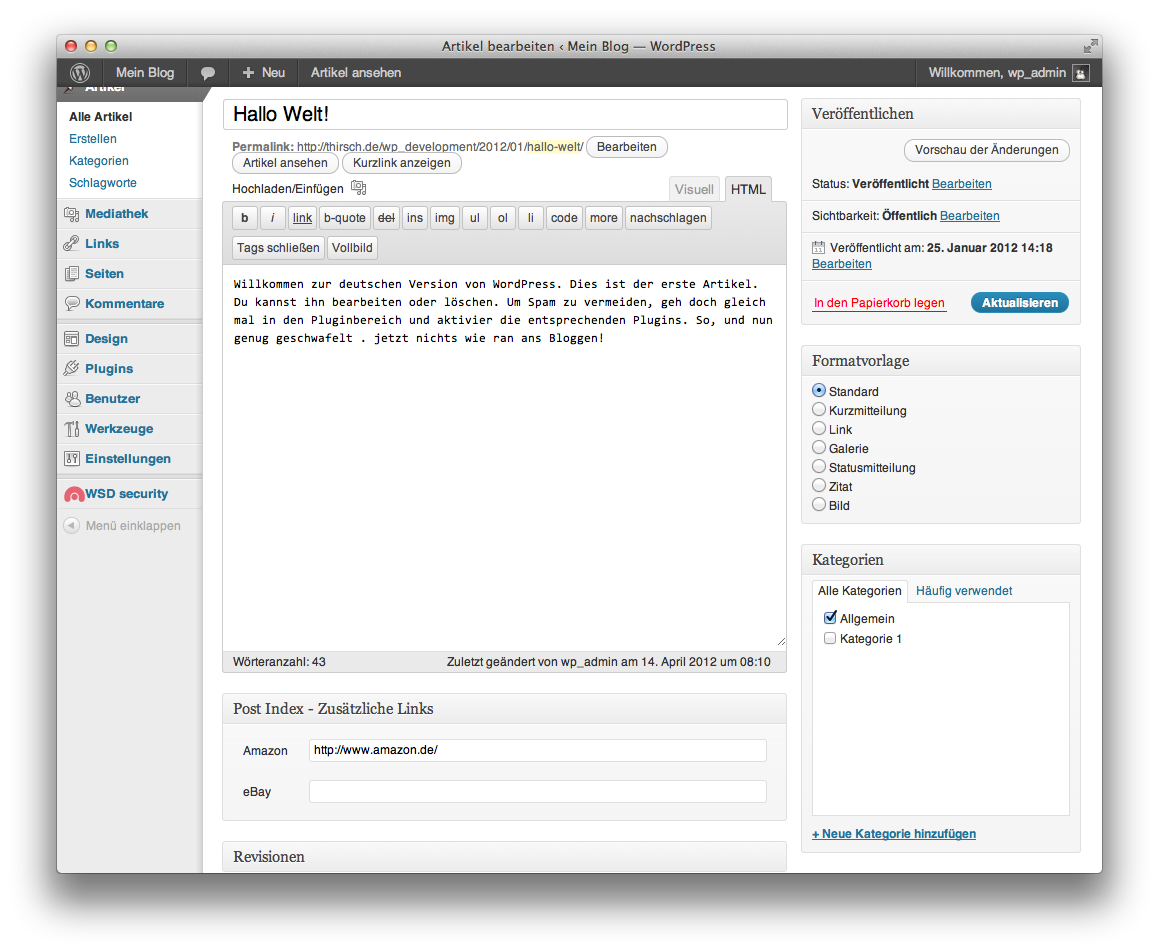 Artikel bearbeiten ‹ Mein Blog — WordPress
Mein Blog
Neu
Artikel ansehen
Willkommen, wp_admin
Artikel
Alle Artikel
Erstellen
Kategorien
Schlagworte
Mediathek
Links
Seiten
Kommentare
Design
Plugins
Benutzer
Werkzeuge
Einstellungen
WSD security
Menü einklappen
Hallo Welt!
Permalink: http://thirsch.de/wp_development/2012/01/hallo-welt/ Bearbeiten
Artikel ansehen Kurzlink anzeigen
Hochladen/Einfügen
Visuell HTML
b i link b-quote del ins img ul ol li code more nachschlagen
Tags schließen Vollbild
Willkommen zur deutschen Version von WordPress. Dies ist der erste Artikel.
Du kannst ihn bearbeiten oder löschen. Um Spam zu vermeiden, geh doch gleich
mal in den Pluginbereich und aktivier die entsprechenden Plugins. So, und nun
genug geschwafelt . jetzt nichts wie ran ans Bloggen!
Wörteranzahl: 43 Zuletzt geändert von wp_admin am 14. April 2012 um 08:10
Post Index - Zusätzliche Links
Amazon http://www.amazon.de/
eBay
Revisionen
Veröffentlichen
Vorschau der Änderungen
Status: Veröffentlicht Bearbeiten
Sichtbarkeit: Öffentlich Bearbeiten
Veröffentlicht am: 25. Januar 2012 14:18
Bearbeiten
In den Papierkorb legen Aktualisieren
Formatvorlage
Standard
Kurzmitteilung
Link
Galerie
Statusmitteilung
Zitat
Bild
Kategorien
Alle Kategorien Häufig verwendet
Allgemein
Kategorie 1
+ Neue Kategorie hinzufügen